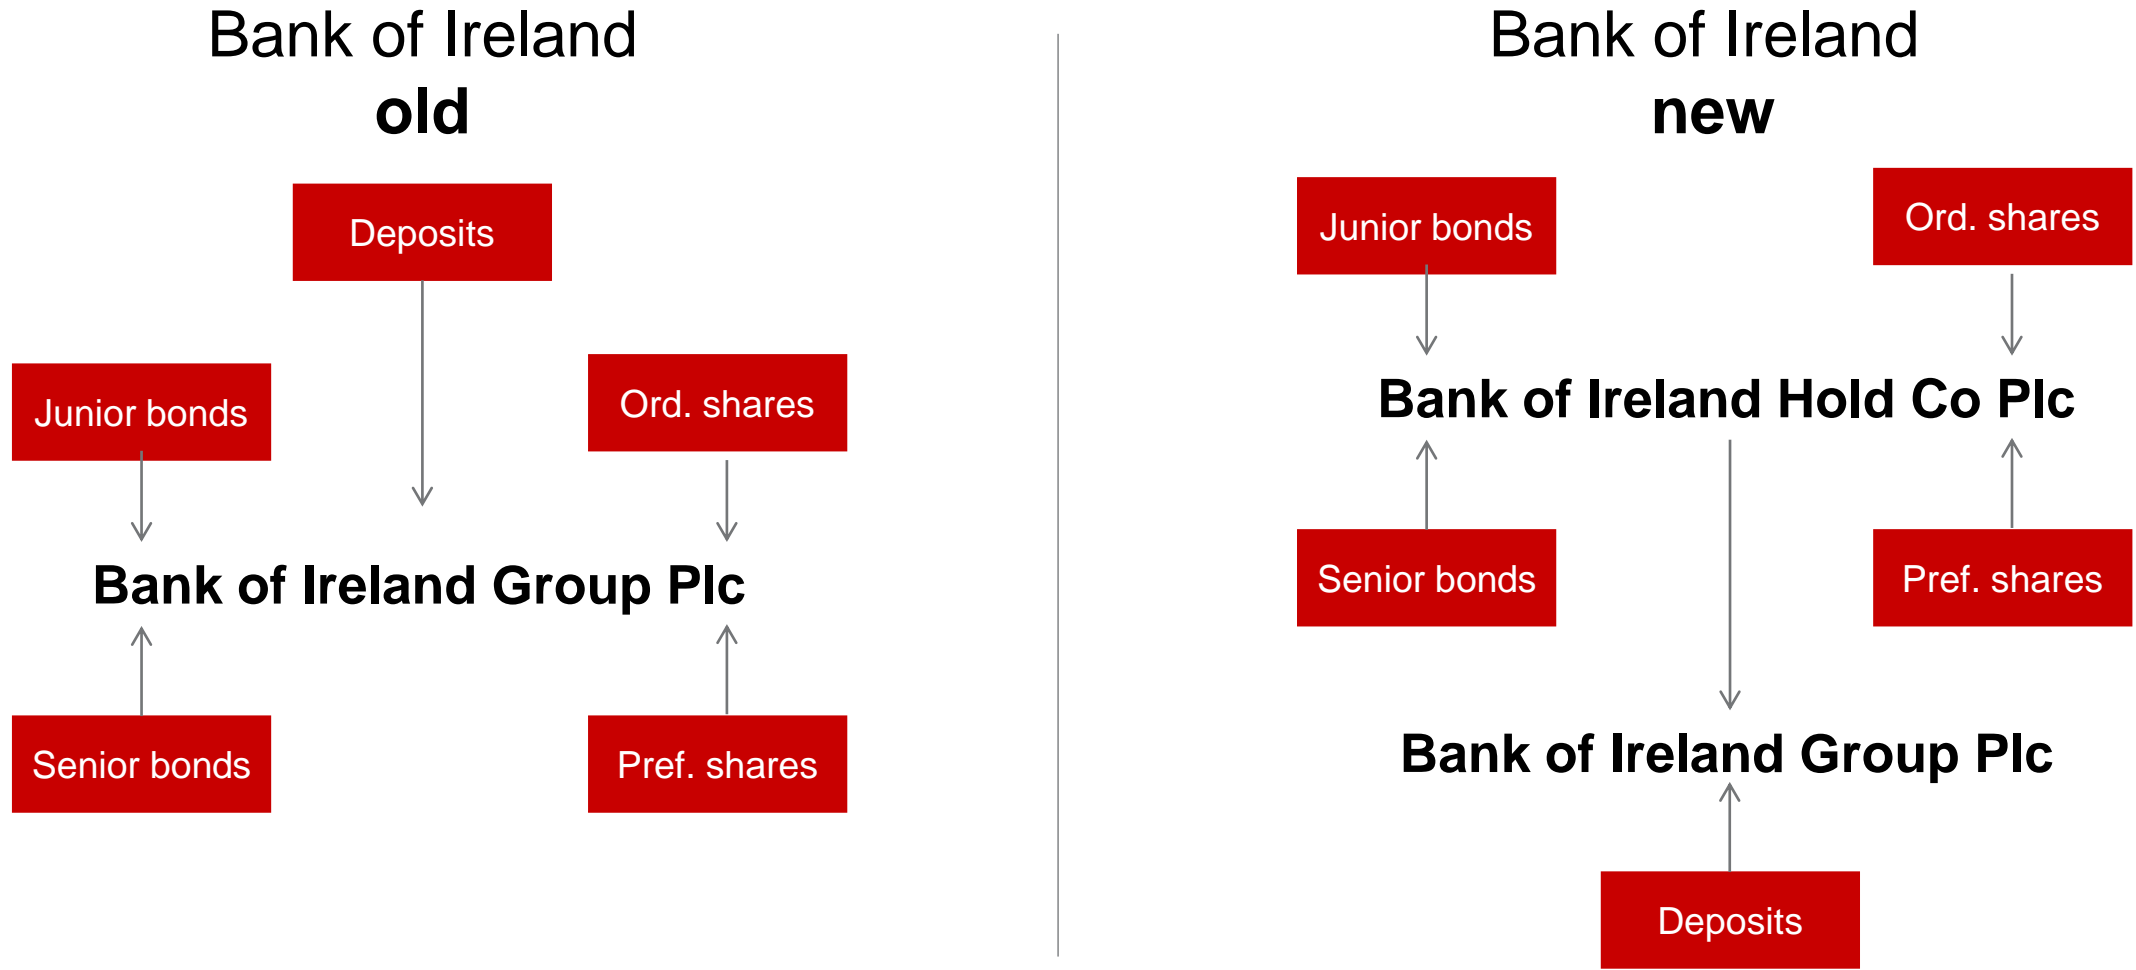 Bank of Ireland
old
Deposits
Junior bonds
Ord. shares
Bank of Ireland Group Plc
Senior bonds
Pref. shares
Bank of Ireland
new
Junior bonds
Ord. shares
Bank of Ireland Hold Co Plc
Senior bonds
Pref. shares
Bank of Ireland Group Plc
Deposits